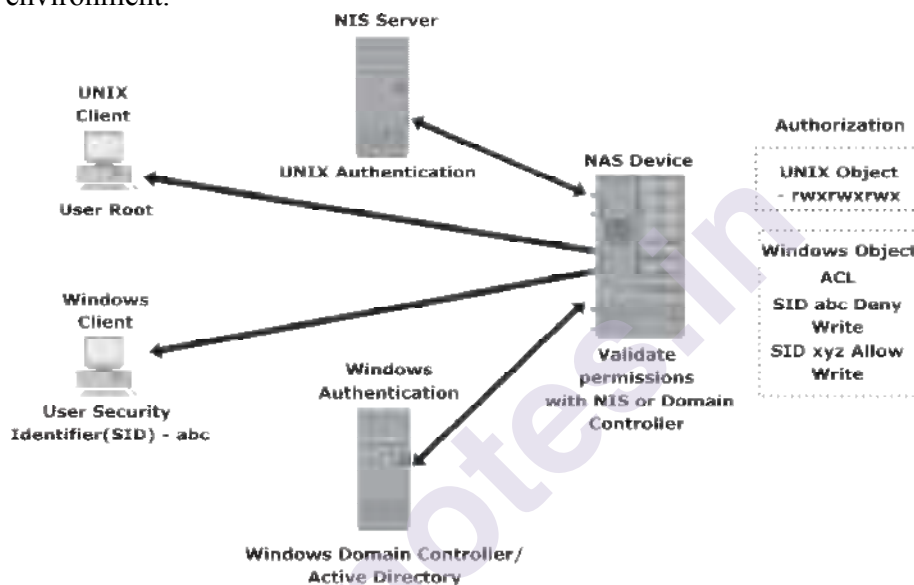 environment.
NIS Server
UNIX
Client
User Root
UNIX Authentication
NAS Device
Authorization
UNIX Object
- rwxrwxrwx
Windows Object
ACL
SID abc Deny
Write
SID xyz Allow
Write
Windows
Client
User Security
Identifier(SID) - abc
Windows
Authentication
Validate
permissions
with NIS or Domain
Controller
Windows Domain Controller/
Active Directory
notes.in